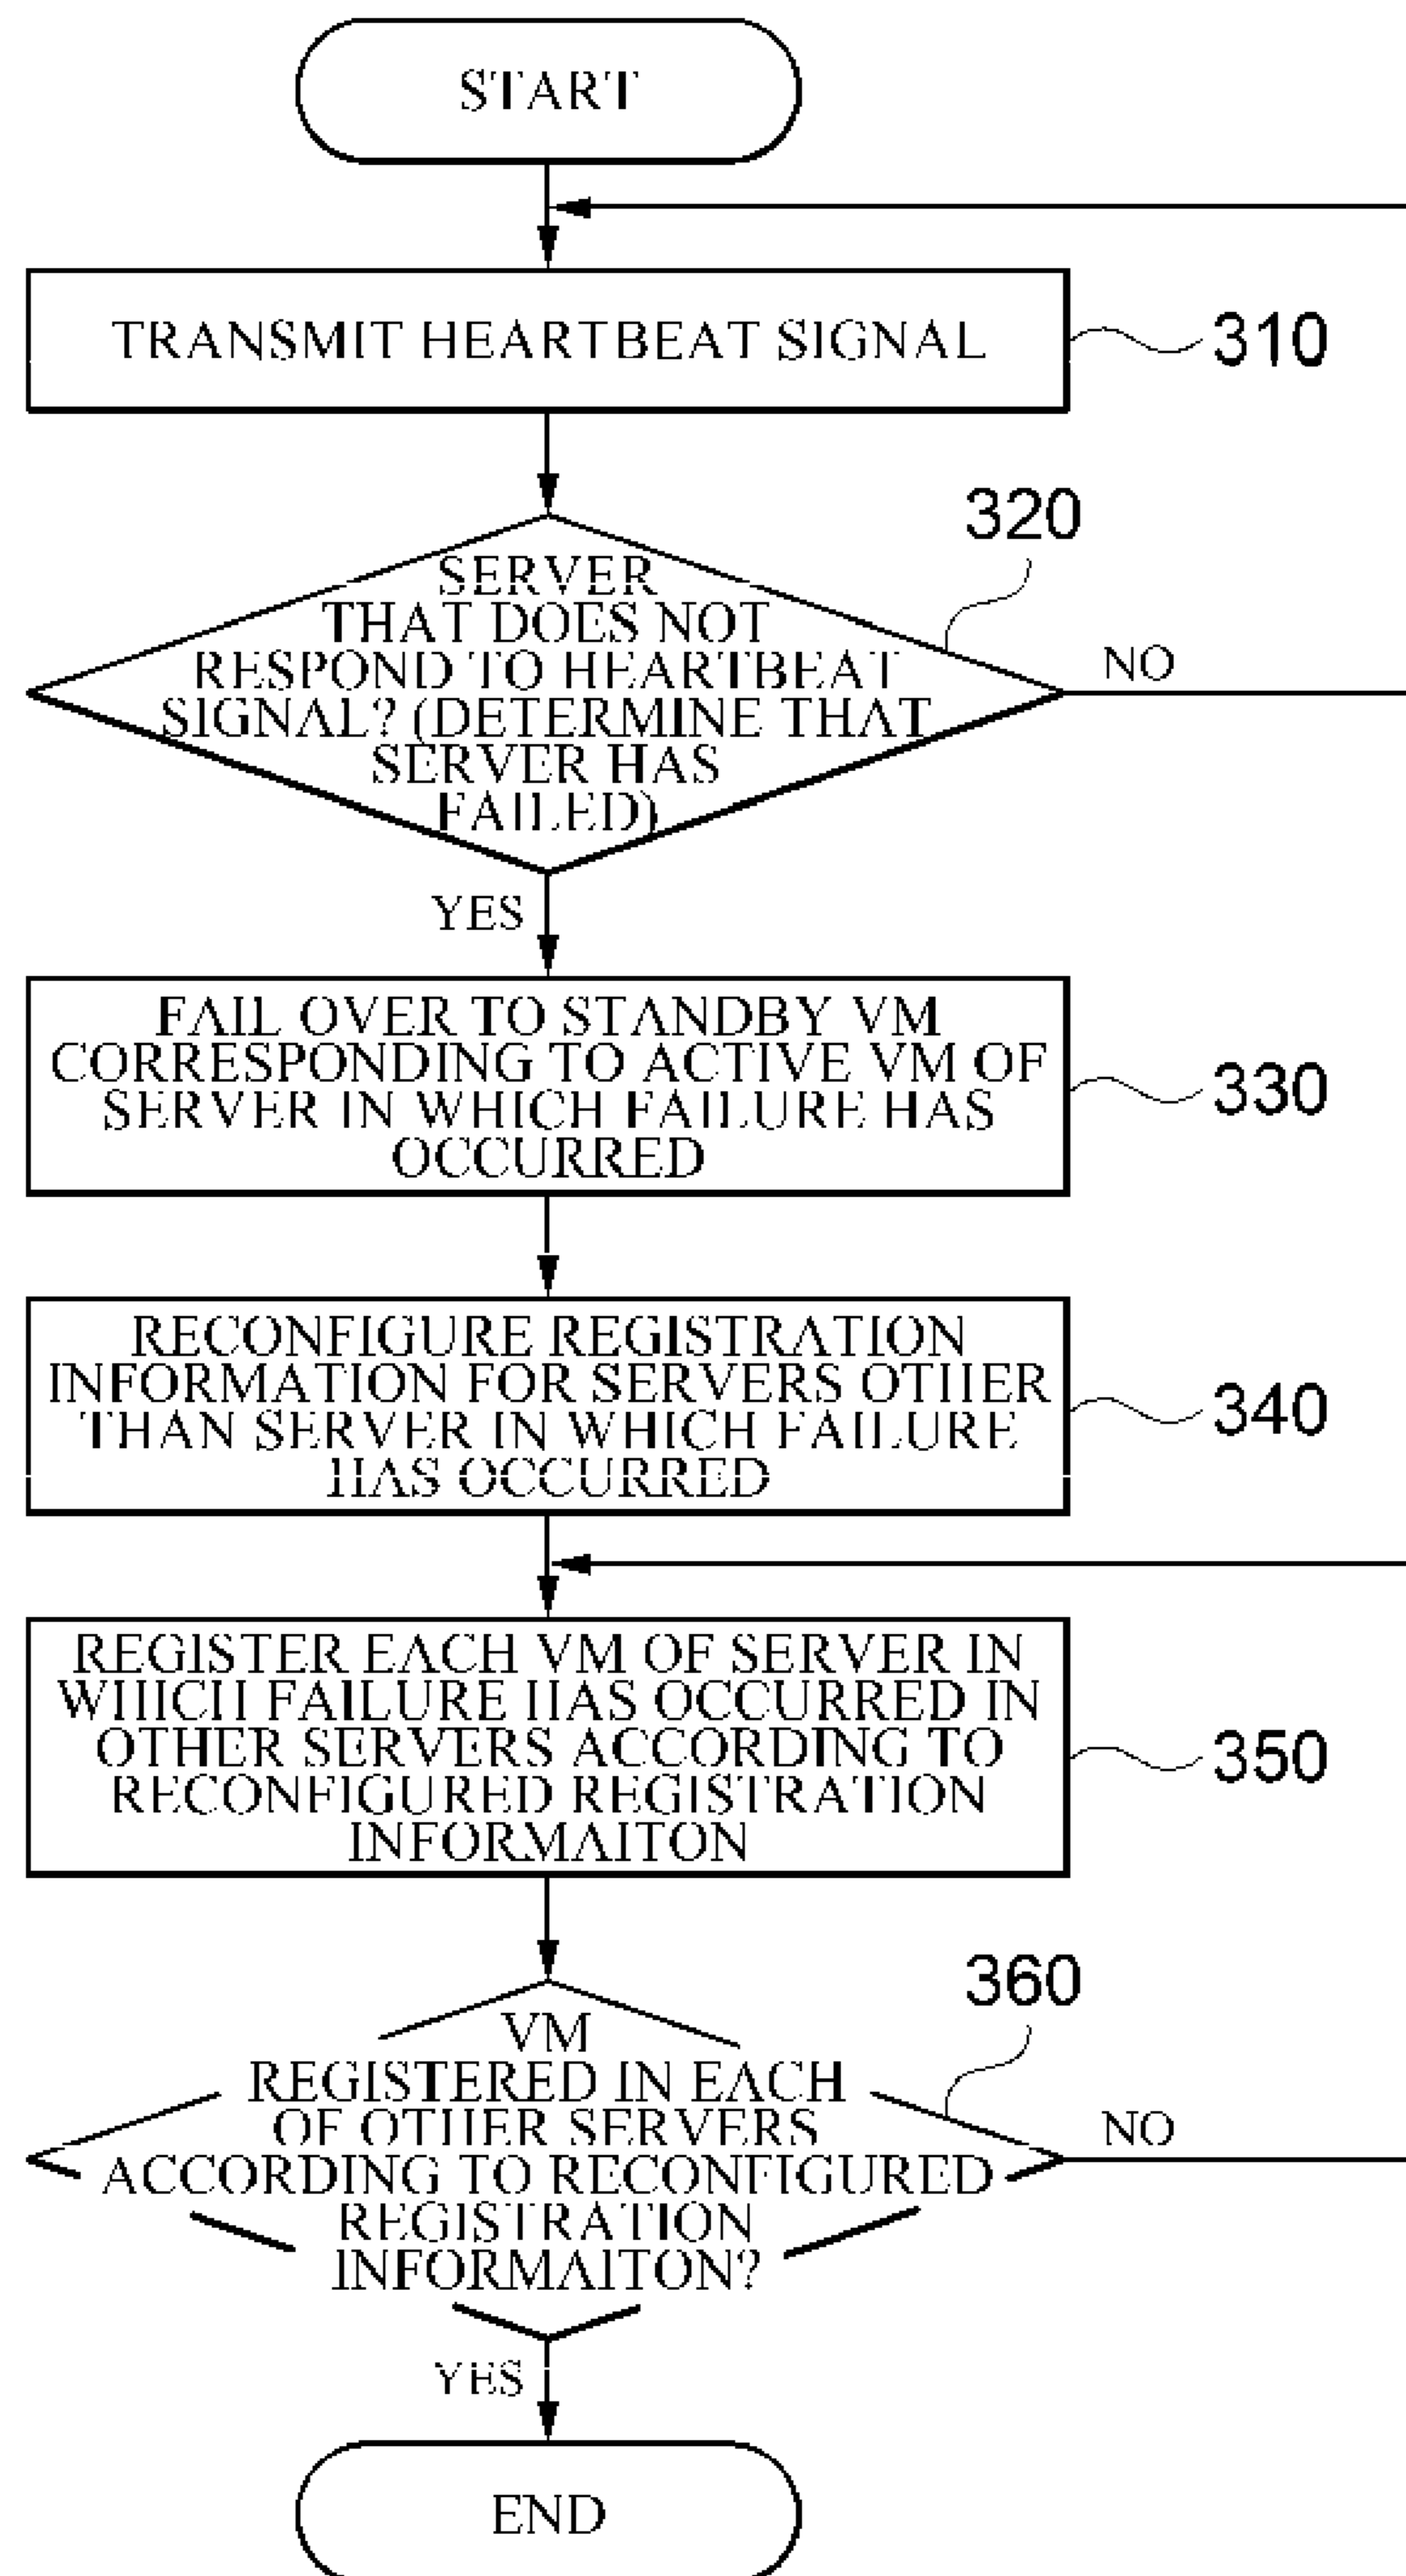 START
TRANSMIT HEARTBEAT SIGNAL
310
320
SERVER
THAT DOES NOT
RESPOND TO HEARTBEAT
SIGNAL? (DETERMINE THAT
SERVER HAS
FAILED)
NO
YES
FAIL OVER TO STANDBY VM
CORRESPONDING TO ACTIVE VM OF
SERVER IN WHICH FAILURE HAS
OCCURRED
330
RECONFIGURE REGISTRATION
INFORMATION FOR SERVERS OTHER
THAN SERVER IN WHICH FAILURE
HAS OCCURRED
340
REGISTER EACH VM OF SERVER IN
WHICH FAILURE HAS OCCURRED IN
OTHER SERVERS ACCORDING TO
RECONFIGURED REGISTRATION
INFORMAITON
350
360
VM
REGISTERED IN EACH
OF OTHER SERVERS
ACCORDING TO RECONFIGURED
REGISTRATION
INFORMAITON?
NO
YES
END